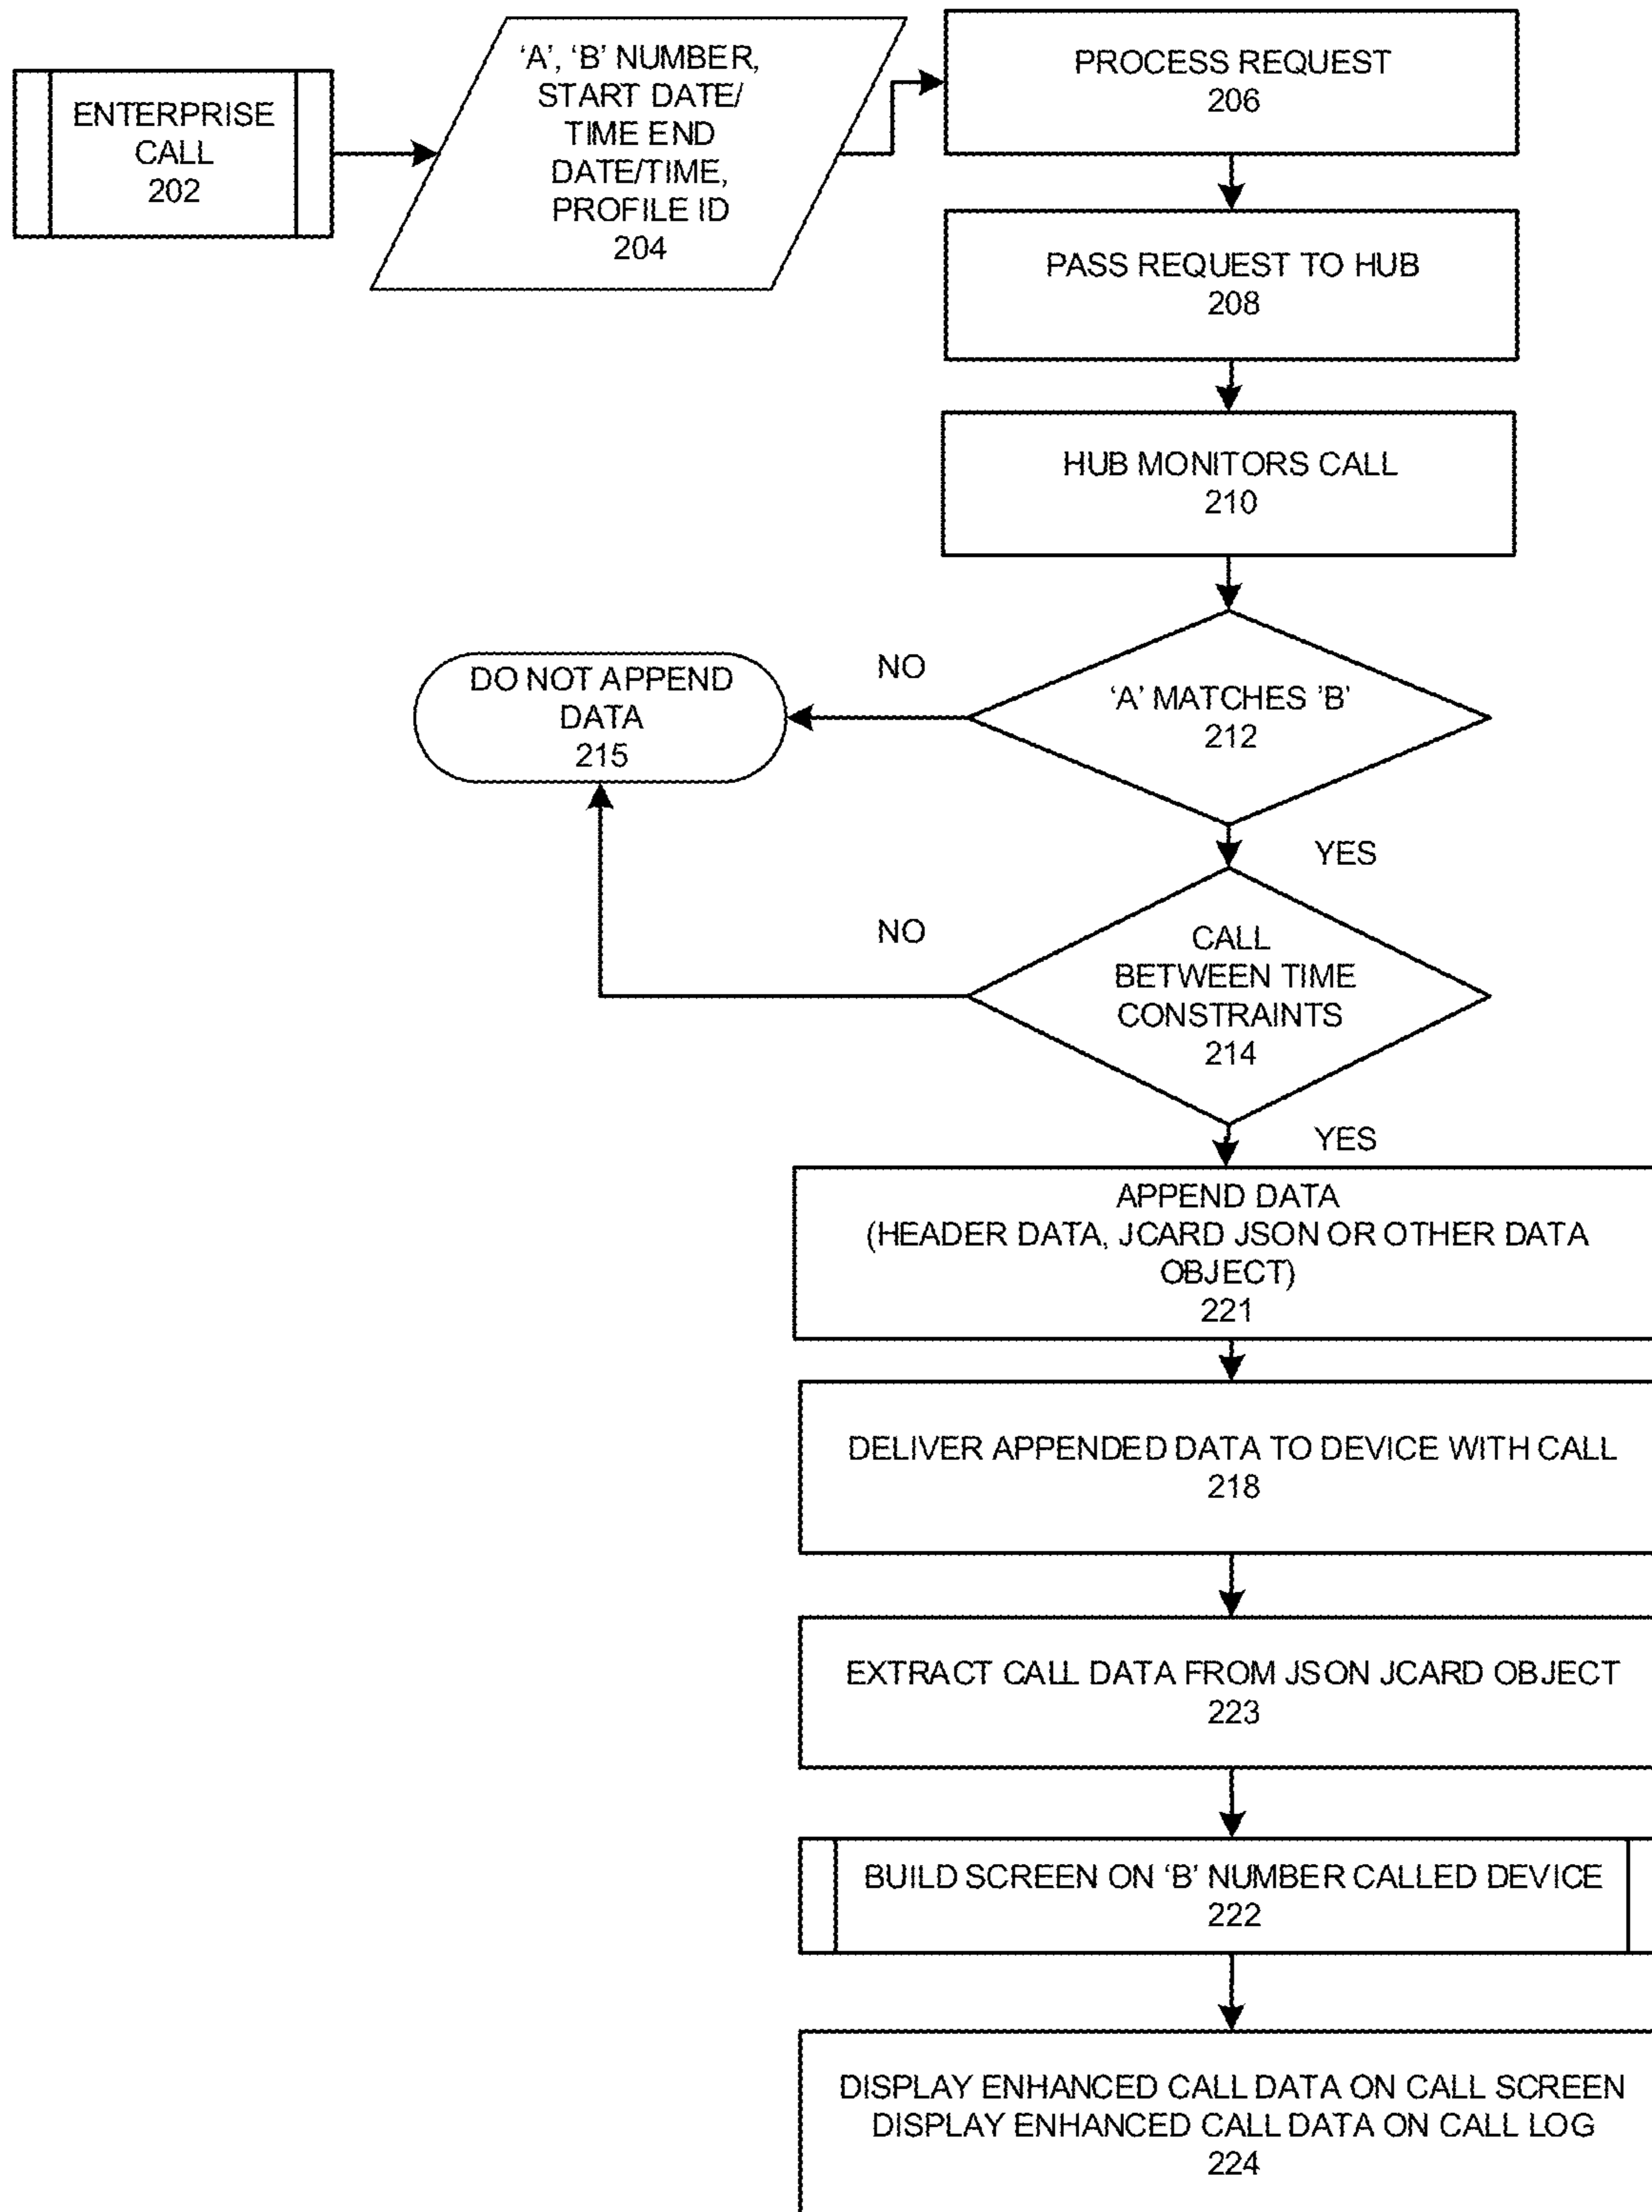 ENTERPRISE
CALL
202
‘A’, ‘B’ NUMBER,
START DATE/
TIME END
DATE/TIME,
PROFILE ID
204
PROCESS REQUEST
206
PASS REQUEST TO HUB
208
HUB MONITORS CALL
210
‘A’ MATCHES ’B’
212
NO
DO NOT APPEND
DATA
215
YES
CALL
BETWEEN TIME
CONSTRAINTS
214
NO
YES
APPEND DATA
(HEADER DATA, JCARD JSON OR OTHER DATA
OBJECT)
221
DELIVER APPENDED DATA TO DEVICE WITH CALL
218
EXTRACT CALL DATA FROM JSON JCARD OBJECT
223
BUILD SCREEN ON ‘B’ NUMBER CALLED DEVICE
222
DISPLAY ENHANCED CALL DATA ON CALL SCREEN
DISPLAY ENHANCED CALL DATA ON CALL LOG
224